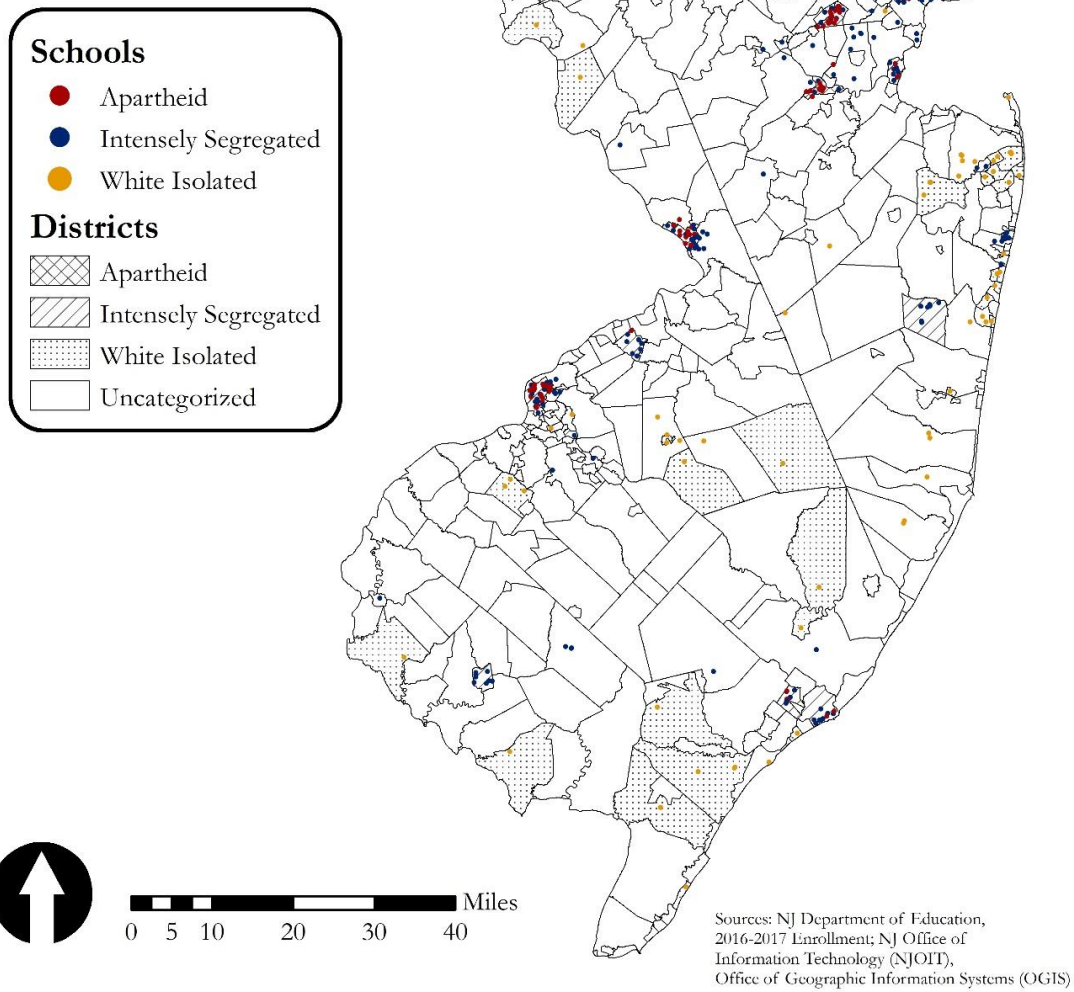 Schools
Apartheid
Intensely Segregated
White Isolated
Districts
Apartheid
Intensely Segregated
White Isolated
Uncategorized
Miles
0 5 10 20 30 40
Sources: NJ Department of Education,
2016-2017 Enrollment; NJ Office of
Information Technology (NJOIT),
Office of Geographic Information Systems (OGIS)